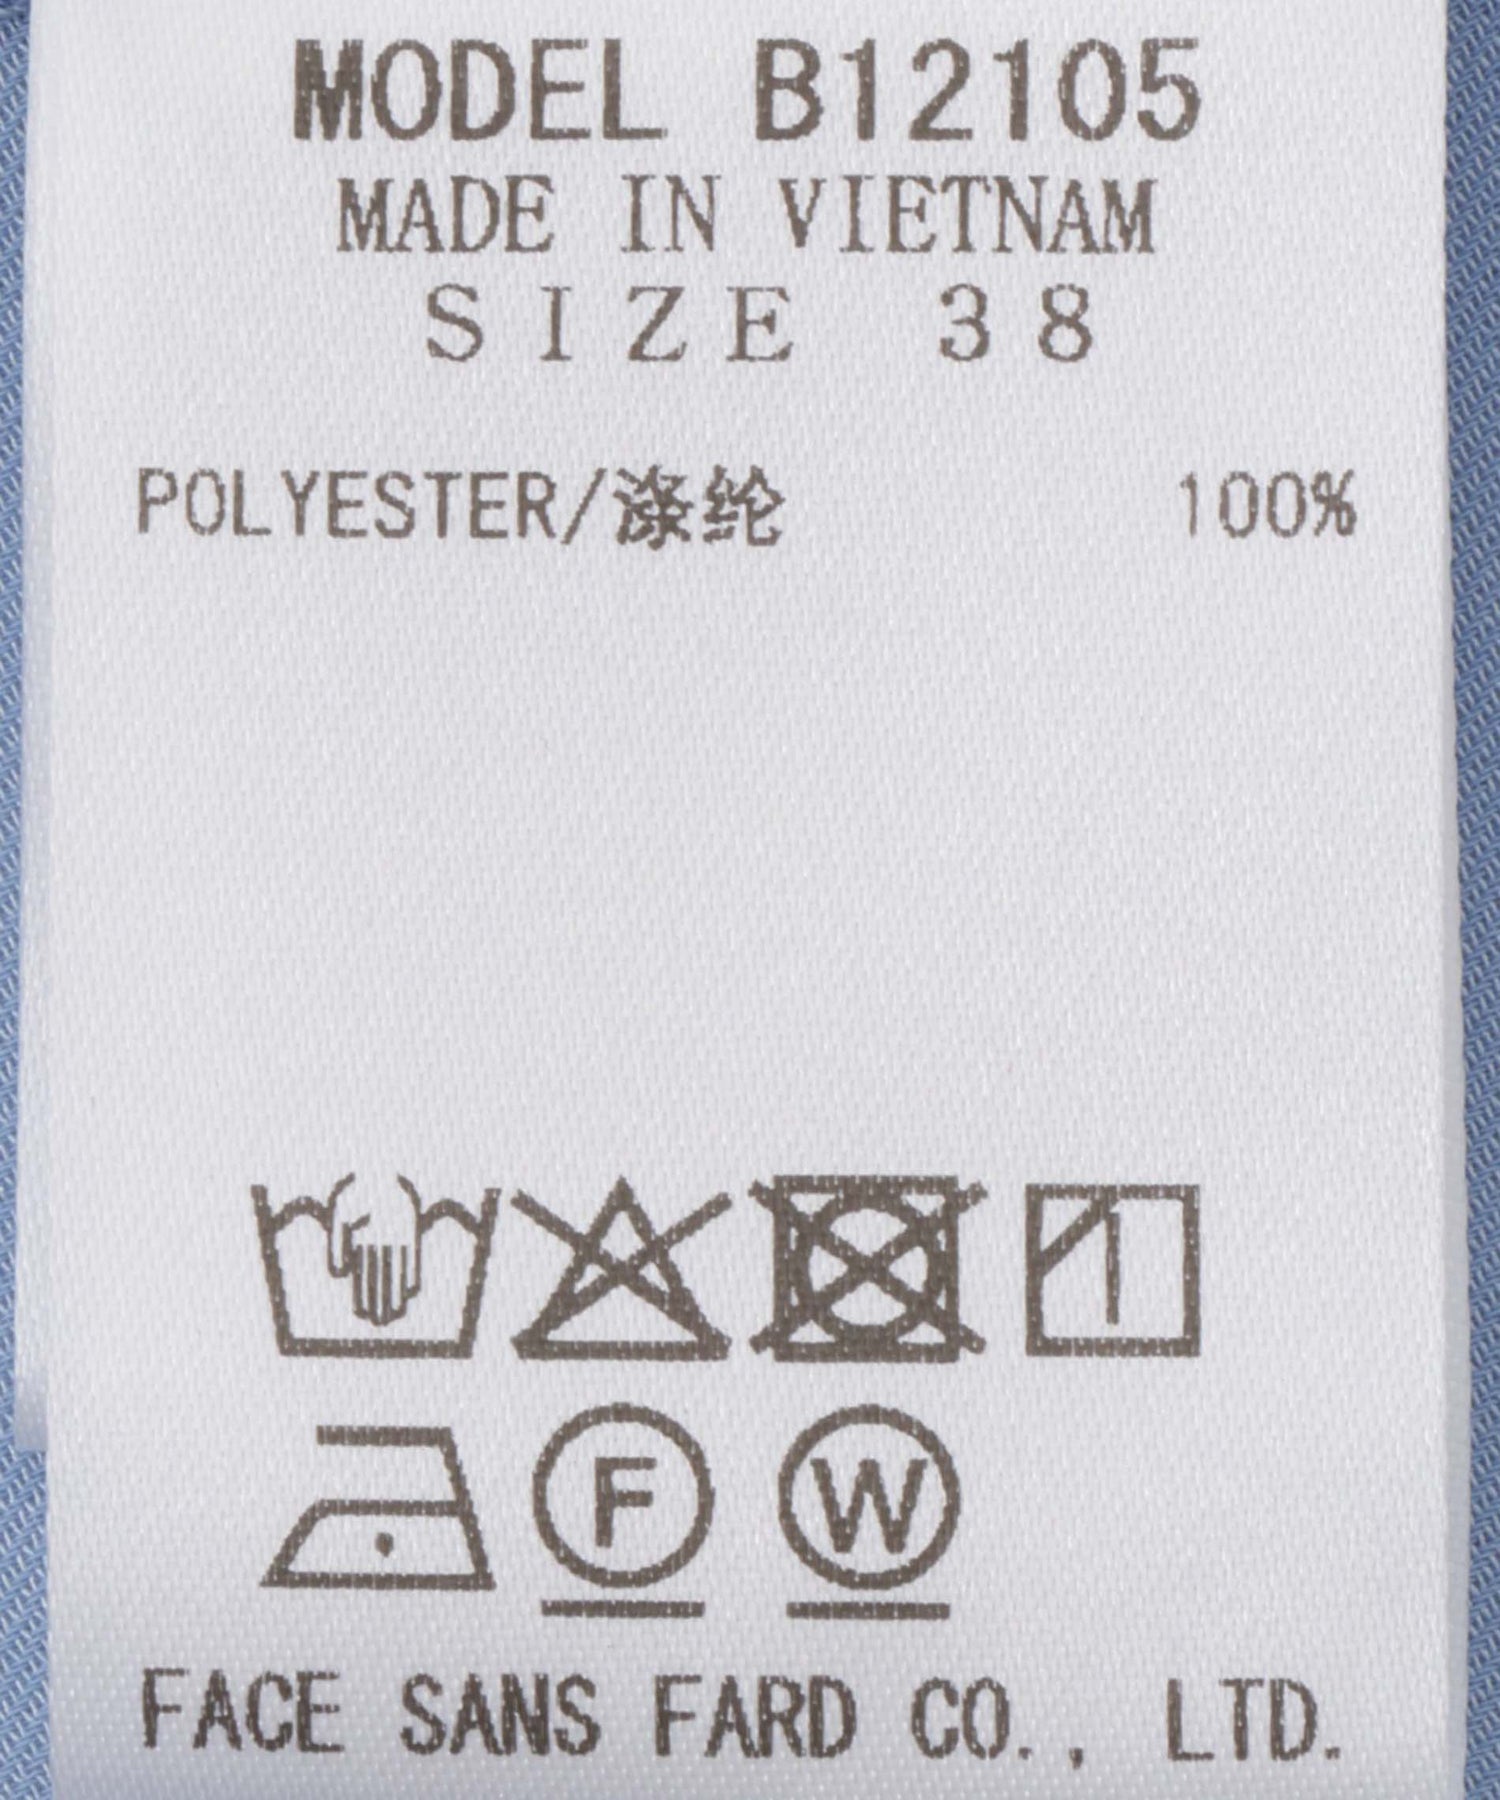 MODEL B12105
MADE IN VIETNAM
SIZE 38
POLYESTER/涤纶 100%
F W
FACE SANS FARD CO., LTD.